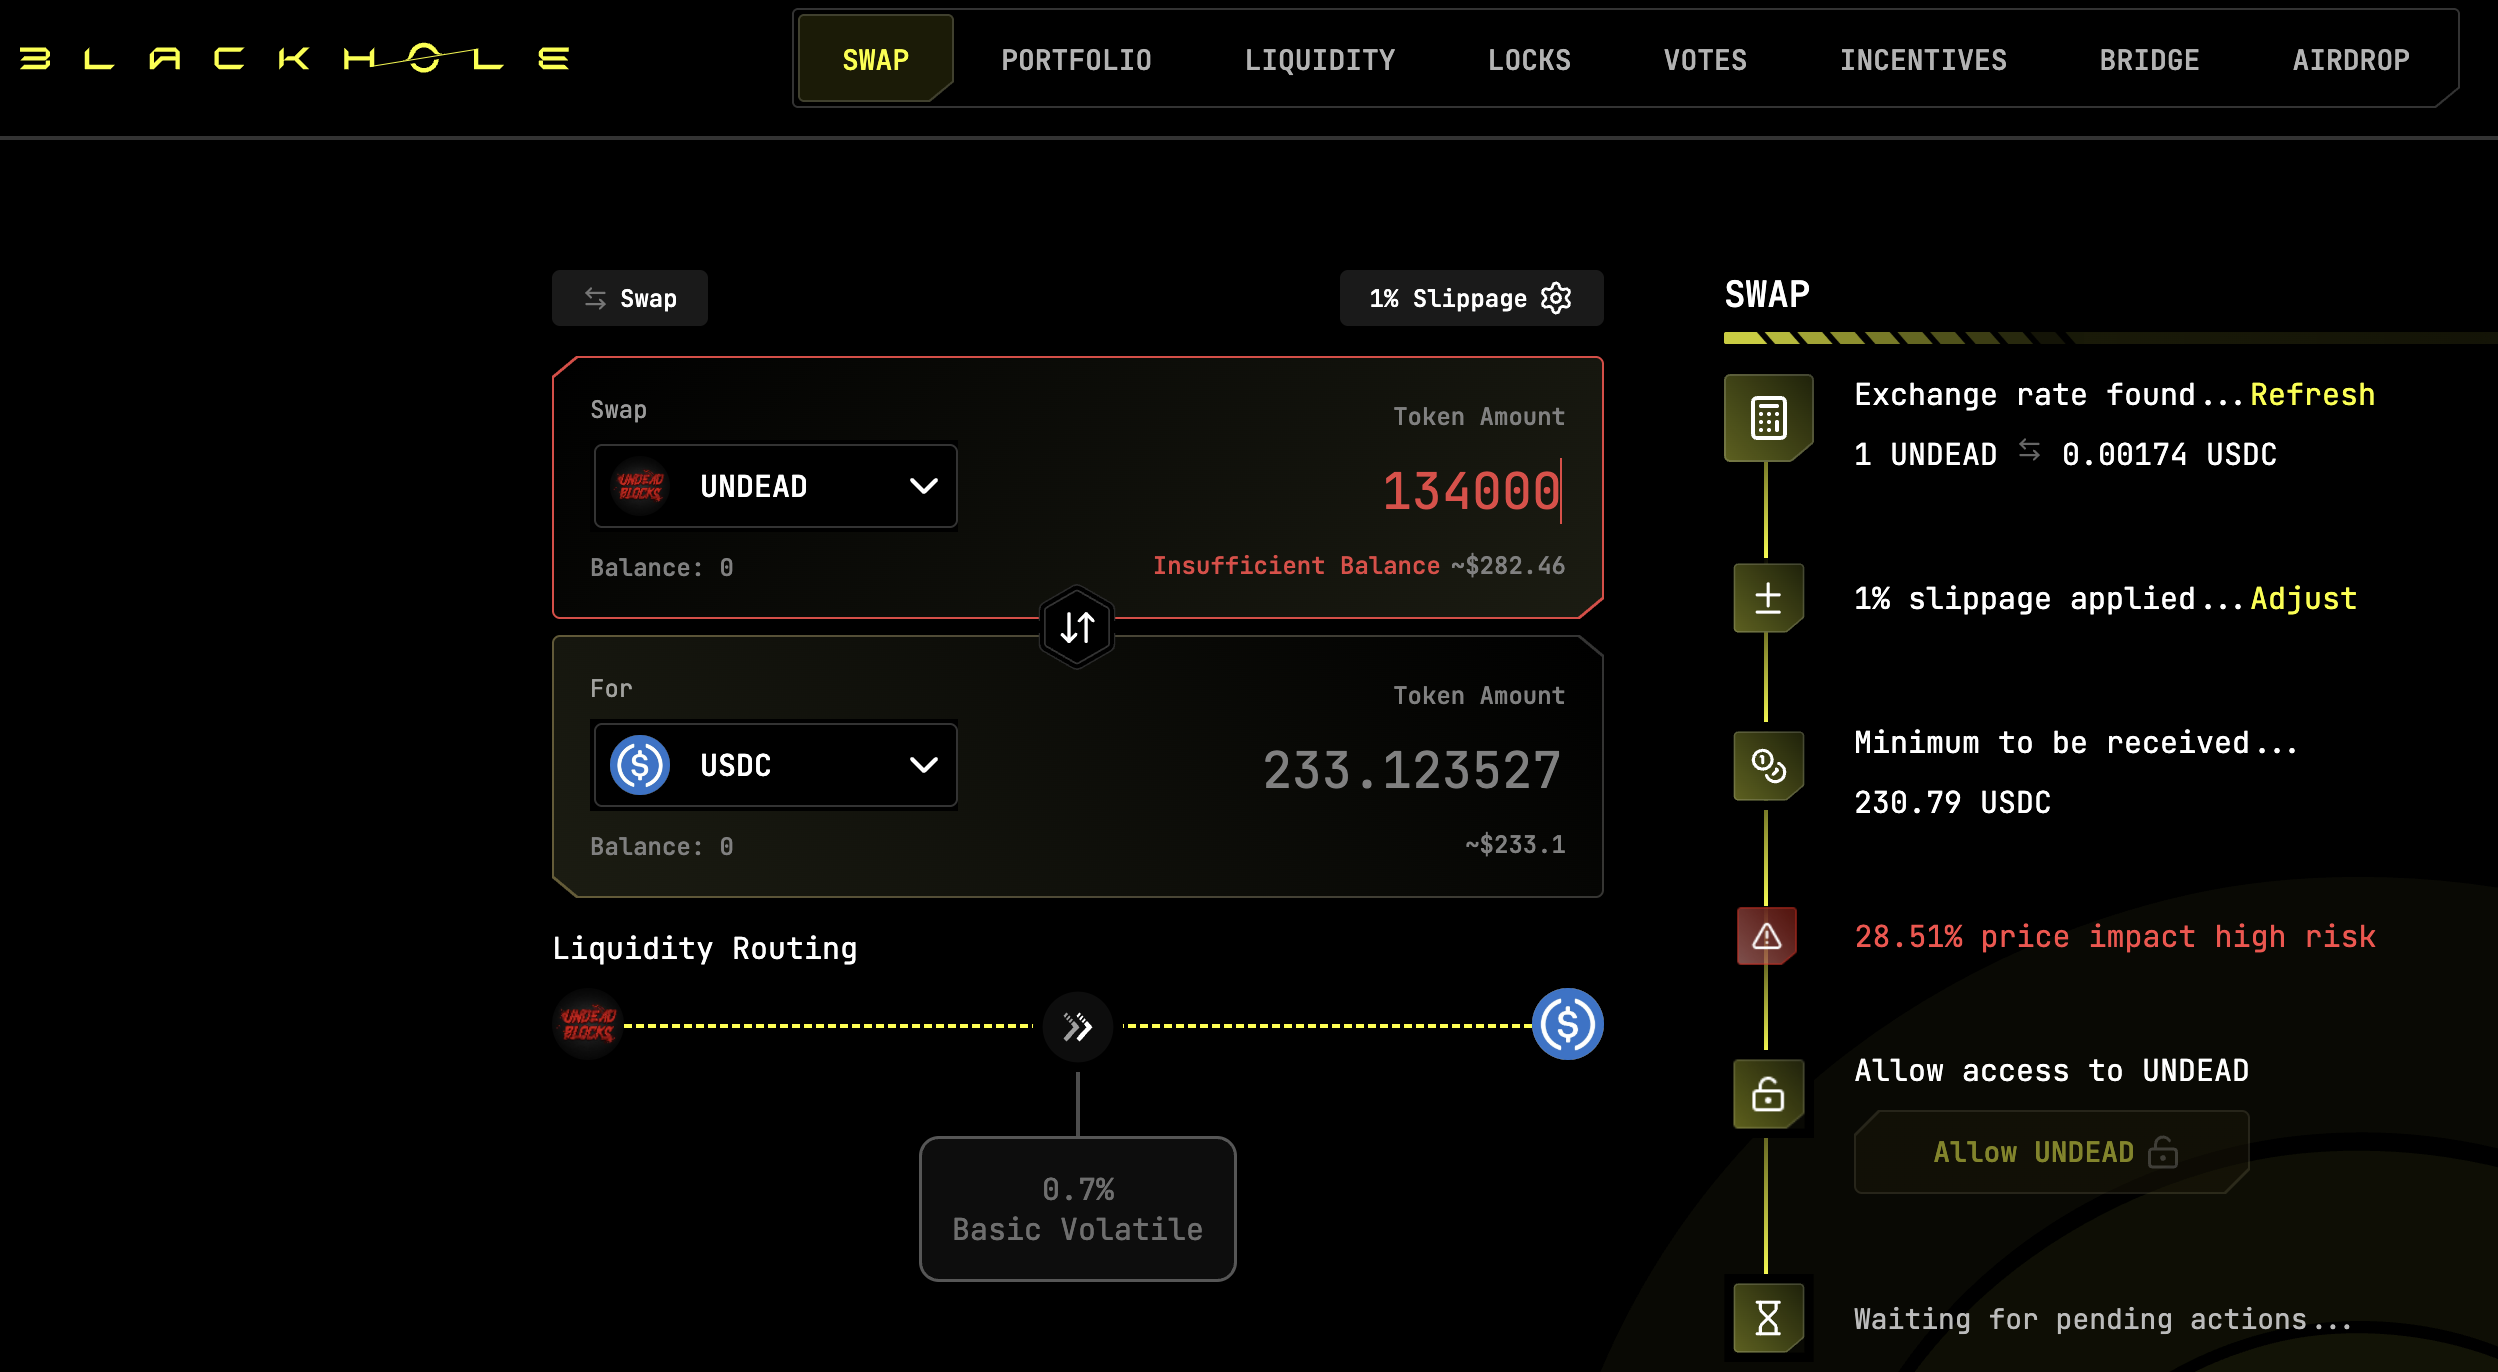 BLACKHOLE
SWAP PORTFOLIO LIQUIDITY LOCKS VOTES INCENTIVES BRIDGE AIRDROP
Swap
1% Slippage
Swap
Token Amount
UNDEAD BLOCKS
UNDEAD
134000
Balance: 0
Insufficient Balance ~$282.46
For
Token Amount
USDC
233.123527
Balance: 0
~$233.1
Liquidity Routing
UNDEAD BLOCKS
0.7%
Basic Volatile
SWAP
Exchange rate found...Refresh
1 UNDEAD ⇆ 0.00174 USDC
1% slippage applied...Adjust
Minimum to be received...
230.79 USDC
28.51% price impact high risk
Allow access to UNDEAD
Allow UNDEAD
Waiting for pending actions...